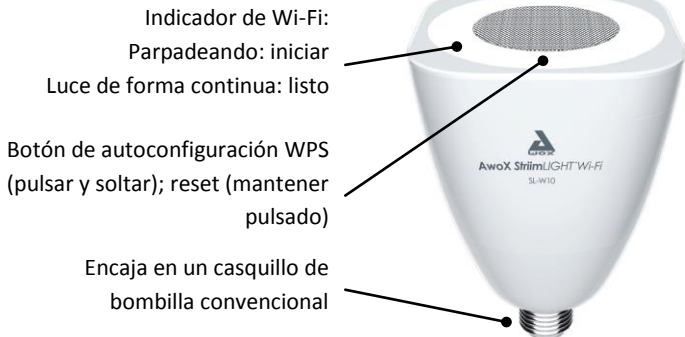 Indicador de Wi-Fi:
Parpadeando: iniciar
Luce de forma continua: listo
Botón de autoconfiguración WPS
(pulsar y soltar); reset (mantener
pulsado)
Encaja en un casquillo de
bombilla convencional
AWOX
AwoX StriimLIGHT Wi-Fi
SL-W10